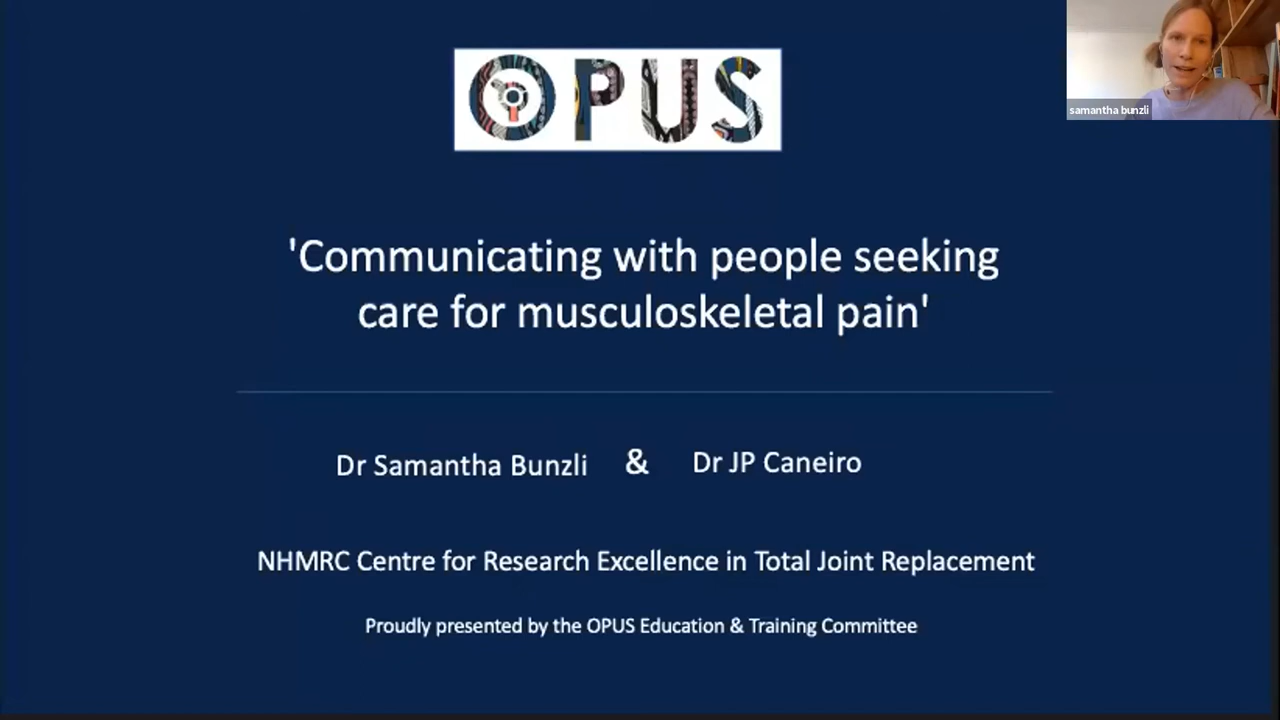 OPUS
samantha bunzli
'Communicating with people seeking
care for musculoskeletal pain'
Dr Samantha Bunzli & Dr JP Caneiro
NHMRC Centre for Research Excellence in Total Joint Replacement
Proudly presented by the OPUS Education & Training Committee